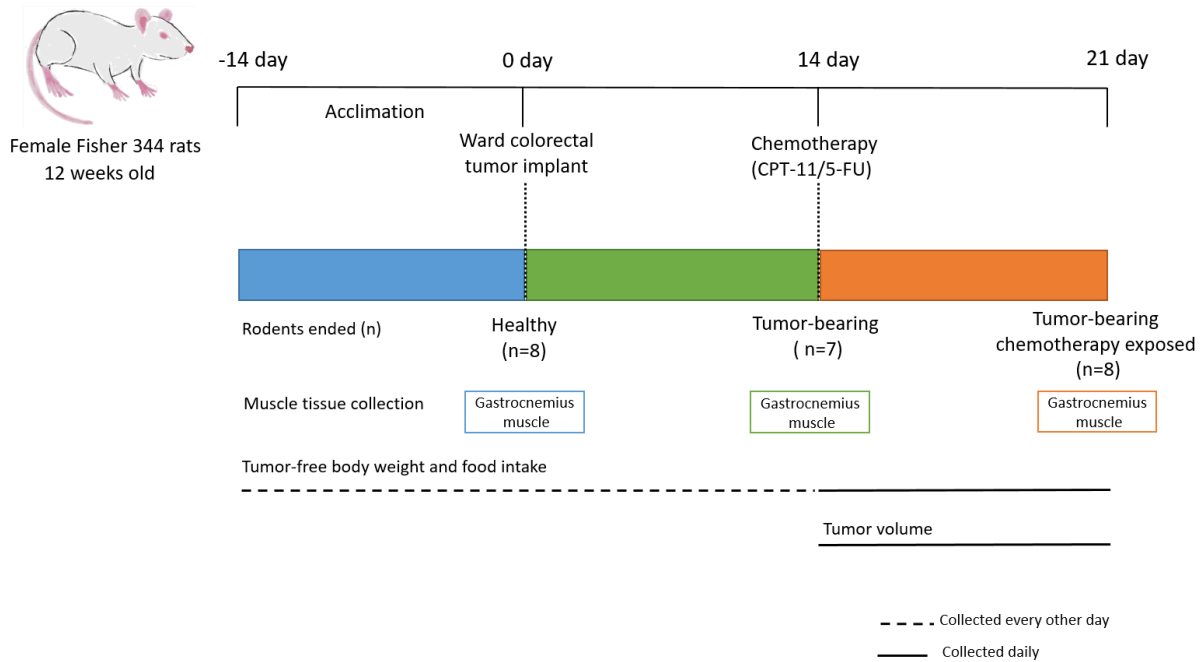 -14 day
0 day
14 day
21 day
Acclimation
Female Fisher 344 rats
12 weeks old
Ward colorectal
tumor implant
Chemotherapy
(CPT-11/5-FU)
Rodents ended (n)
Healthy
(n=8)
Tumor-bearing
( n=7)
Tumor-bearing
chemotherapy exposed
(n=8)
Muscle tissue collection
Gastrocnemius
muscle
Gastrocnemius
muscle
Gastrocnemius
muscle
Tumor-free body weight and food intake
Tumor volume
Collected every other day
Collected daily